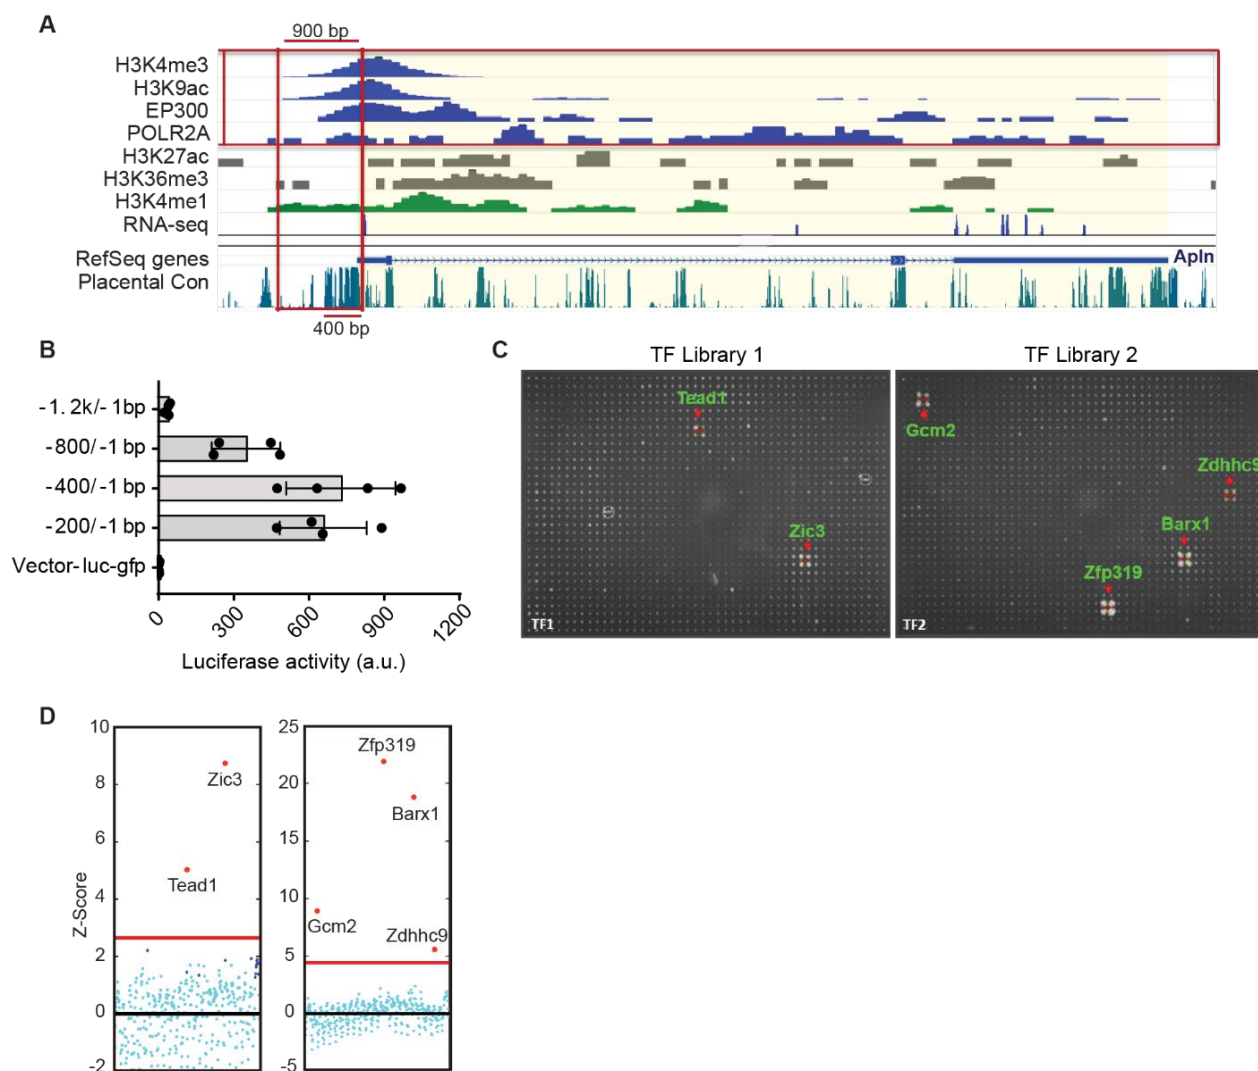 A
900 bp
H3K4me3
H3K9ac
EP300
POLR2A
H3K27ac
H3K36me3
H3K4me1
RNA-seq
RefSeq genes
Apln
Placental Con
400 bp
B
-1. 2k/- 1bp
-800/-1 bp
-400/-1 bp
-200/-1 bp
Vector-luc-gfp
0 300 600 900 1200
Luciferase activity (a.u.)
C
TF Library 1
TF Library 2
Tead1
Zic3
TF1
Gcm2
Zdhhc9
Barx1
Zfp319
TF2
D
Z-Score
10
8
6
4
2
0
-2
Zic3
Tead1
25
20
15
10
5
0
-5
Zfp319
Barx1
Gcm2
Zdhhc9